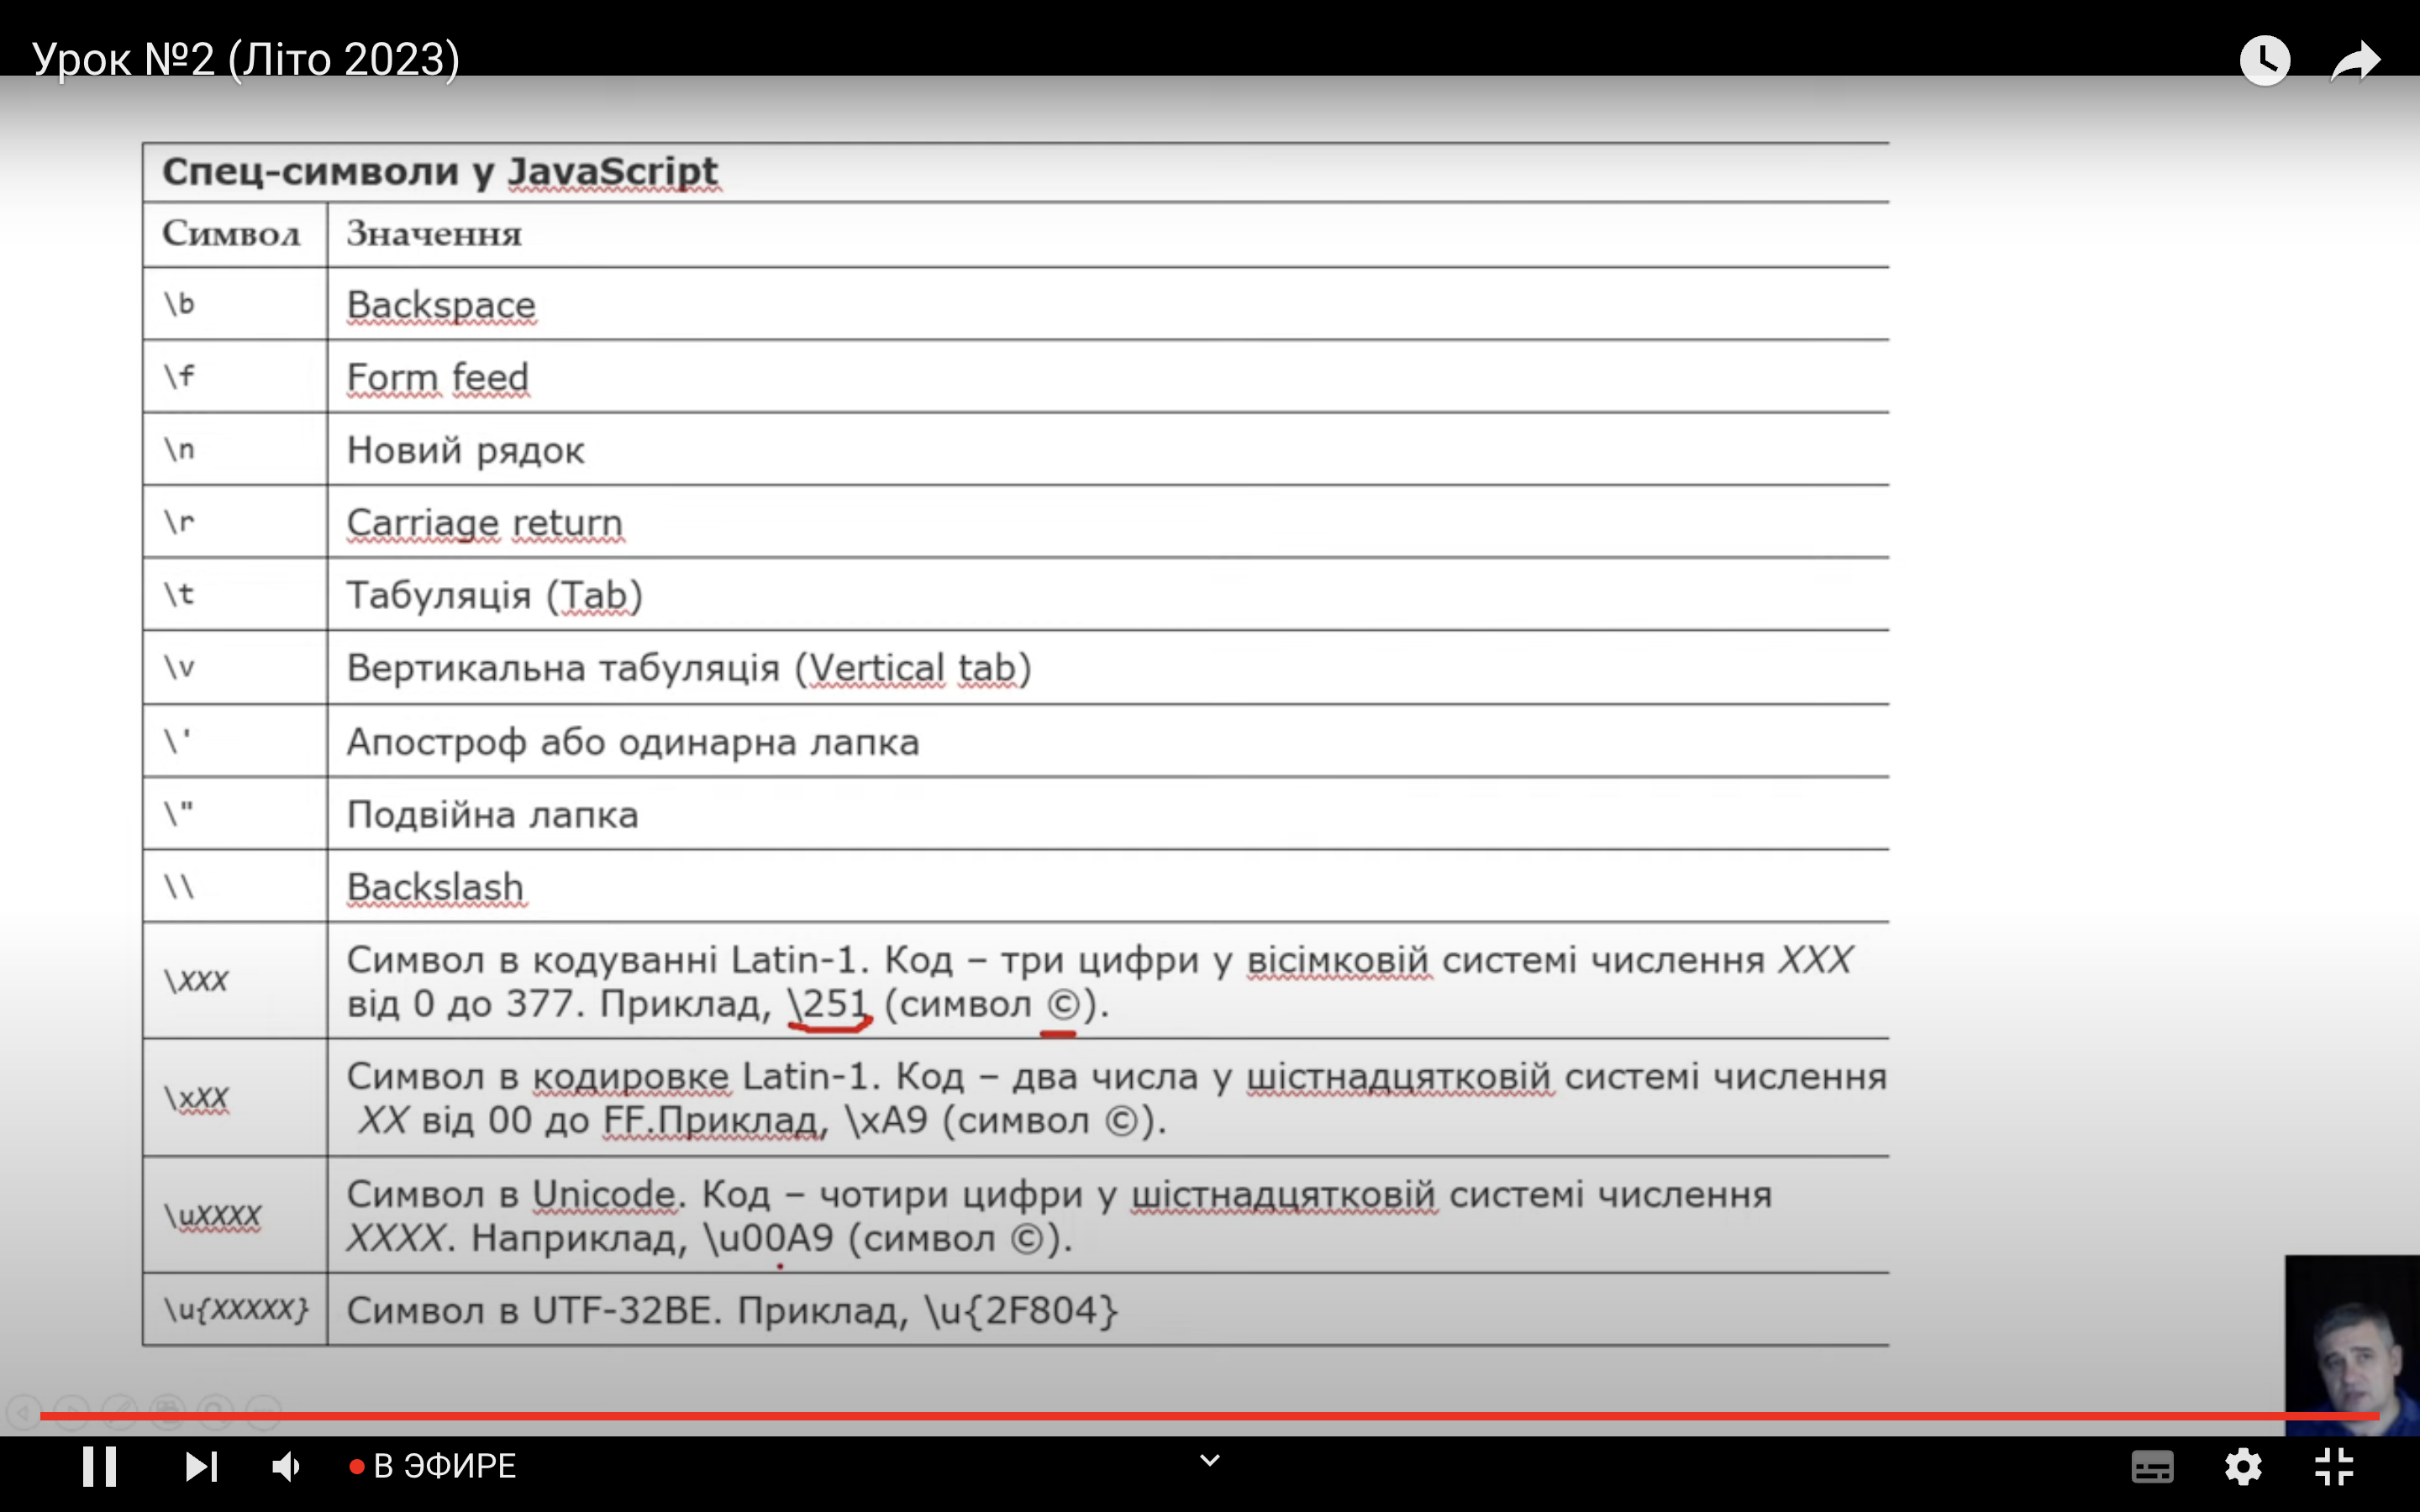 Урок №2 (Літо 2023)
Спец-символи у JavaScript
Символ Значення
\b Backspace
\f Form feed
\n Новий рядок
\r Carriage return
\t Табуляція (Tab)
\v Вертикальна табуляція (Vertical tab)
\' Апостроф або одинарна лапка
\" Подвійна лапка
\\ Backslash
\XXX Символ в кодуванні Latin-1. Код – три цифри у вісімковій системі числення XXX
від 0 до 377. Приклад, \251 (символ ©).
\xXX Символ в кодировке Latin-1. Код – два числа у шістнадцятковій системі числення
XX від 00 до FF.Приклад, \xA9 (символ ©).
\uXXXX Символ в Unicode. Код – чотири цифри у шістнадцятковій системі числення
XXXX. Наприклад, \u00A9 (символ ©).
\u{XXXXX} Символ в UTF-32BE. Приклад, \u{2F804}
В ЭФИРЕ